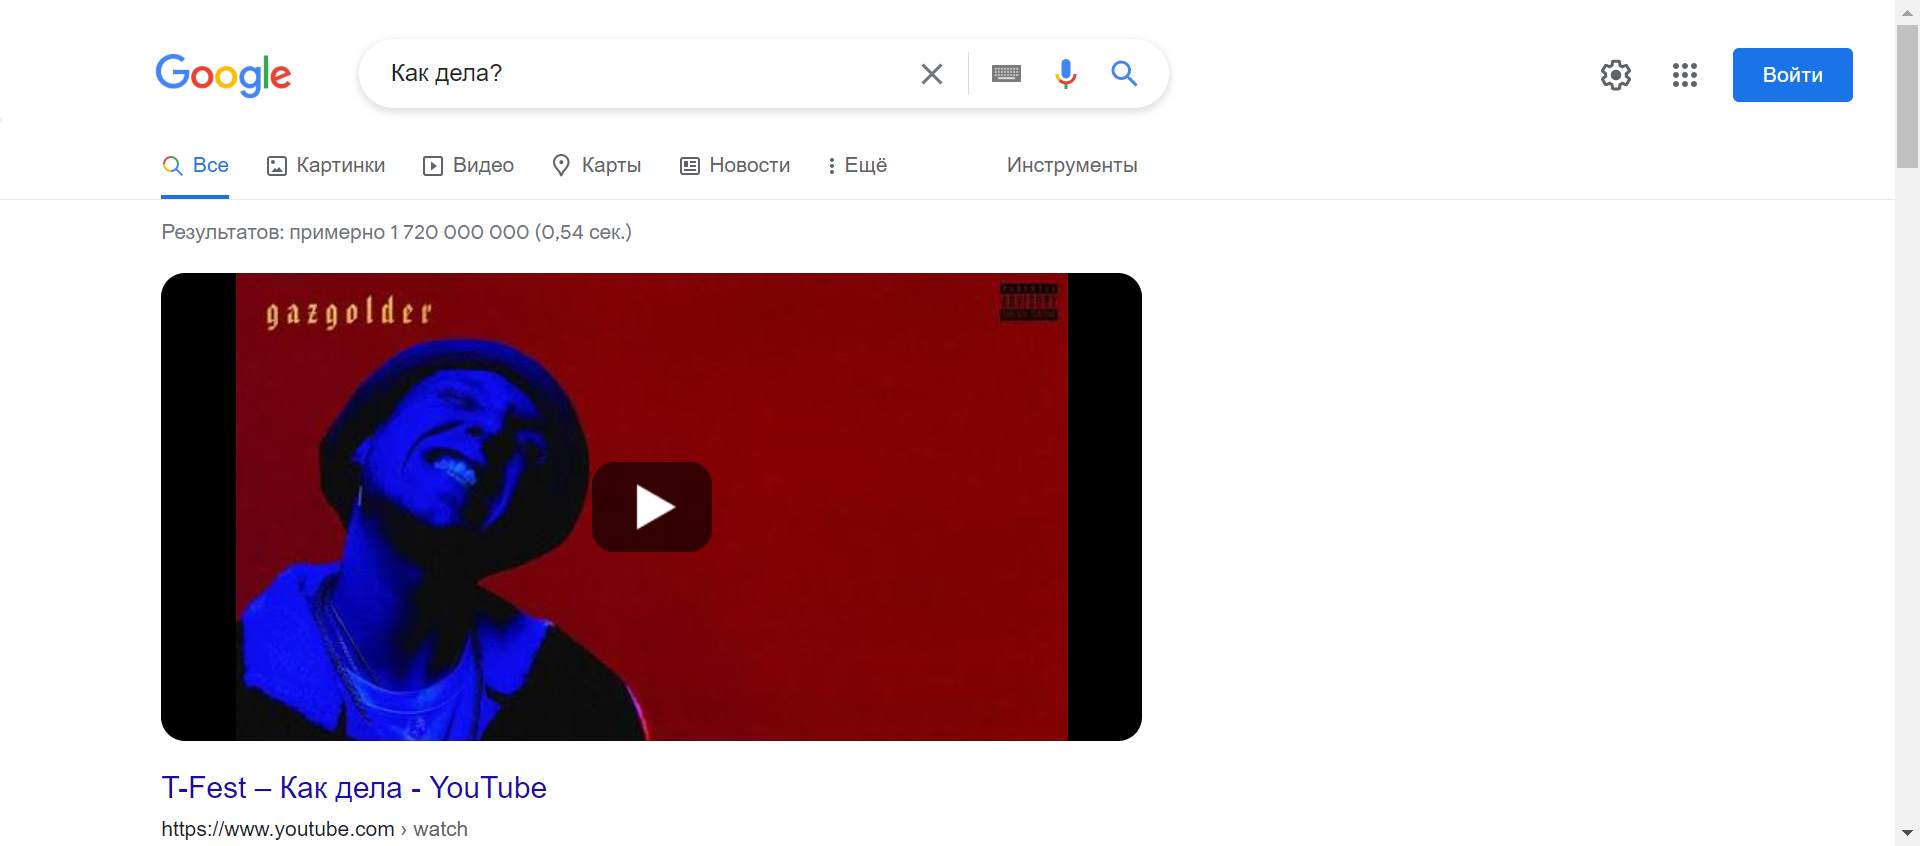 Google
Как дела?
Войти
Все
Картинки
Видео
Карты
Новости
Ещё
Инструменты
Результатов: примерно 1 720 000 000 (0,54 сек.)
gazgolder
ADVISORY
T-Fest – Как дела - YouTube
https://www.youtube.com › watch